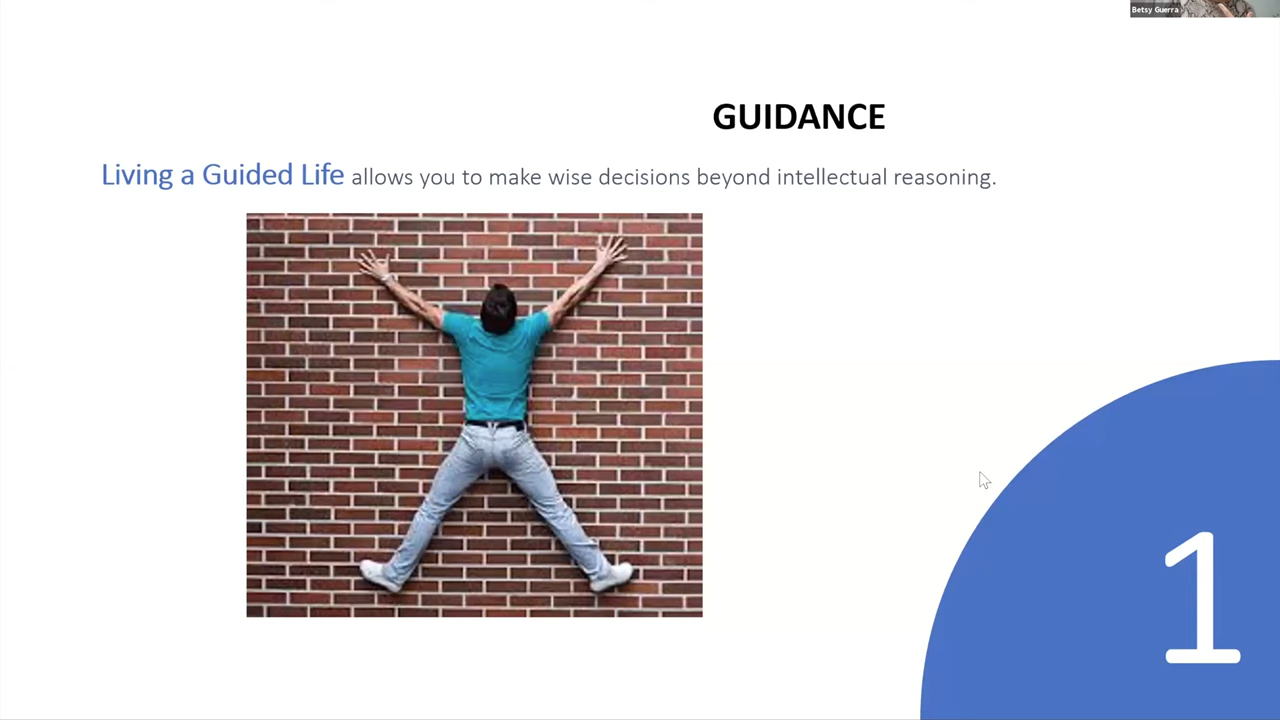 Betsy Guerra
GUIDANCE
Living a Guided Life allows you to make wise decisions beyond intellectual reasoning.
1